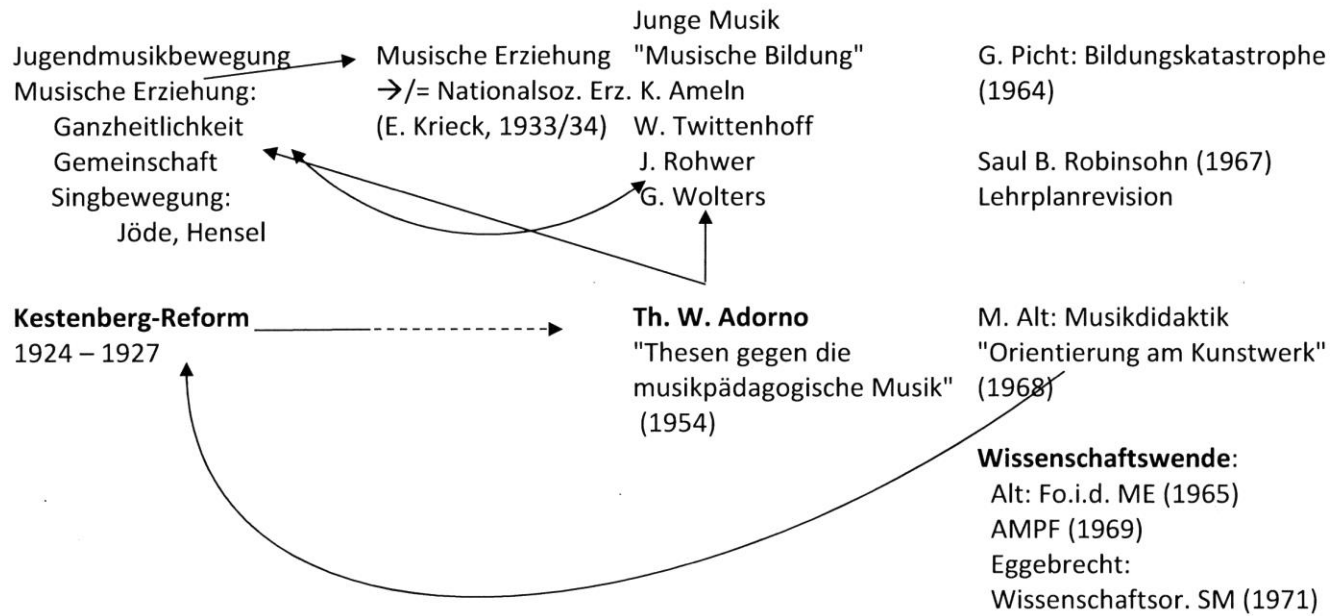 Jugendmusikbewegung
Musische Erziehung:
Ganzheitlichkeit
Gemeinschaft
Singbewegung:
Jöde, Hensel
Musische Erziehung
→/= Nationalsoz. Erz.
(E. Krieck, 1933/34)
Junge Musik
"Musische Bildung"
K. Ameln
W. Twittenhoff
J. Rohwer
G. Wolters
G. Picht: Bildungskatastrophe
(1964)
Saul B. Robinsohn (1967)
Lehrplanrevision
Kestenberg-Reform
1924 – 1927
Th. W. Adorno
"Thesen gegen die
musikpädagogische Musik"
(1954)
M. Alt: Musikdidaktik
"Orientierung am Kunstwerk"
(1968)
Wissenschaftswende:
Alt: Fo.i.d. ME (1965)
AMPF (1969)
Eggebrecht:
Wissenschaftsor. SM (1971)